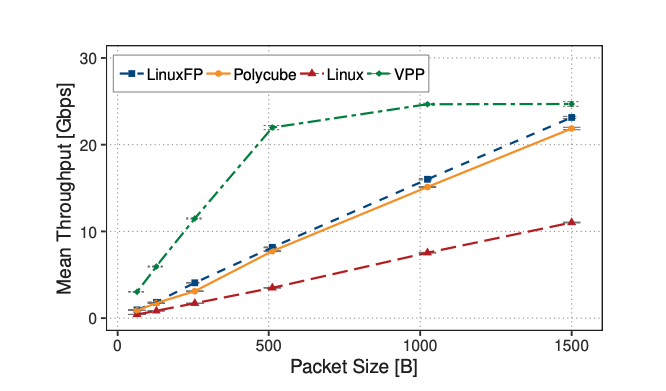 30
LinuxFP Polycube Linux VPP
20
10
0
Mean Throughput [Gbps]
0 500 1000 1500
Packet Size [B]